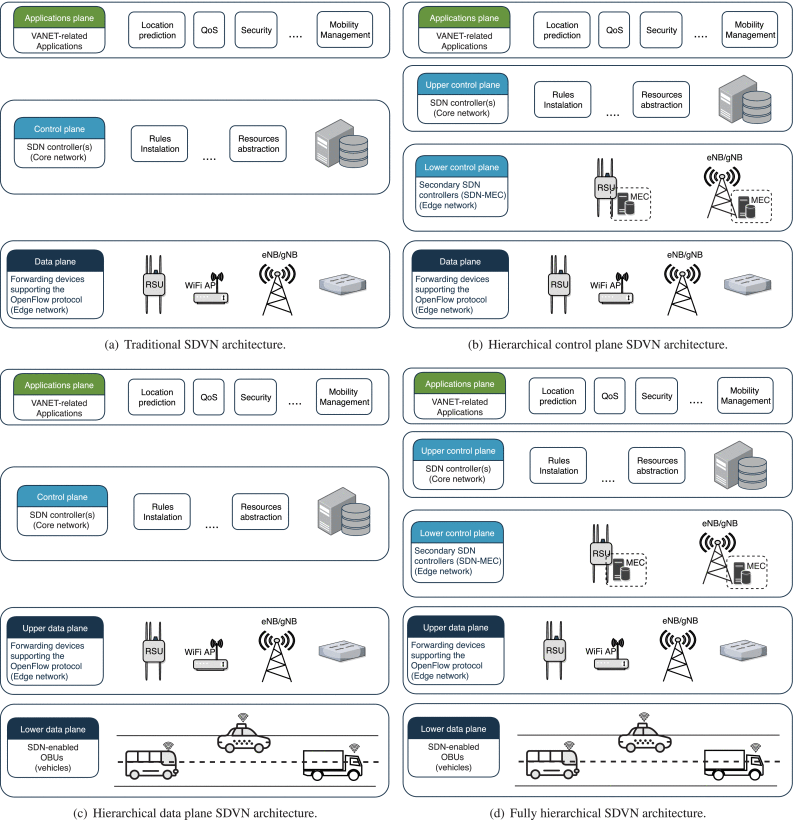 Applications plane
VANET-related
Applications
Location
prediction
QoS
Security
....
Mobility
Management
Control plane
SDN controller(s)
(Core network)
Rules
Instalation
....
Resources
abstraction
Data plane
Forwarding devices
supporting the
OpenFlow protocol
(Edge network)
RSU
WiFi AP
eNB/gNB
(a) Traditional SDVN architecture.
Applications plane
VANET-related
Applications
Location
prediction
QoS
Security
....
Mobility
Management
Upper control plane
SDN controller(s)
(Core network)
Rules
Instalation
....
Resources
abstraction
Lower control plane
Secondary SDN
controllers (SDN-MEC)
(Edge network)
RSU
MEC
eNB/gNB
MEC
Data plane
Forwarding devices
supporting the
OpenFlow protocol
(Edge network)
RSU
WiFi AP
eNB/gNB
(b) Hierarchical control plane SDVN architecture.
Applications plane
VANET-related
Applications
Location
prediction
QoS
Security
....
Mobility
Management
Control plane
SDN controller(s)
(Core network)
Rules
Instalation
....
Resources
abstraction
Upper data plane
Forwarding devices
supporting the
OpenFlow protocol
(Edge network)
RSU
WiFi AP
eNB/gNB
Lower data plane
SDN-enabled
OBUs
(vehicles)
(c) Hierarchical data plane SDVN architecture.
Applications plane
VANET-related
Applications
Location
prediction
QoS
Security
....
Mobility
Management
Upper control plane
SDN controller(s)
(Core network)
Rules
Instalation
....
Resources
abstraction
Lower control plane
Secondary SDN
controllers (SDN-MEC)
(Edge network)
RSU
MEC
eNB/gNB
MEC
Upper data plane
Forwarding devices
supporting the
OpenFlow protocol
(Edge network)
RSU
WiFi AP
eNB/gNB
Lower data plane
SDN-enabled
OBUs
(vehicles)
(d) Fully hierarchical SDVN architecture.